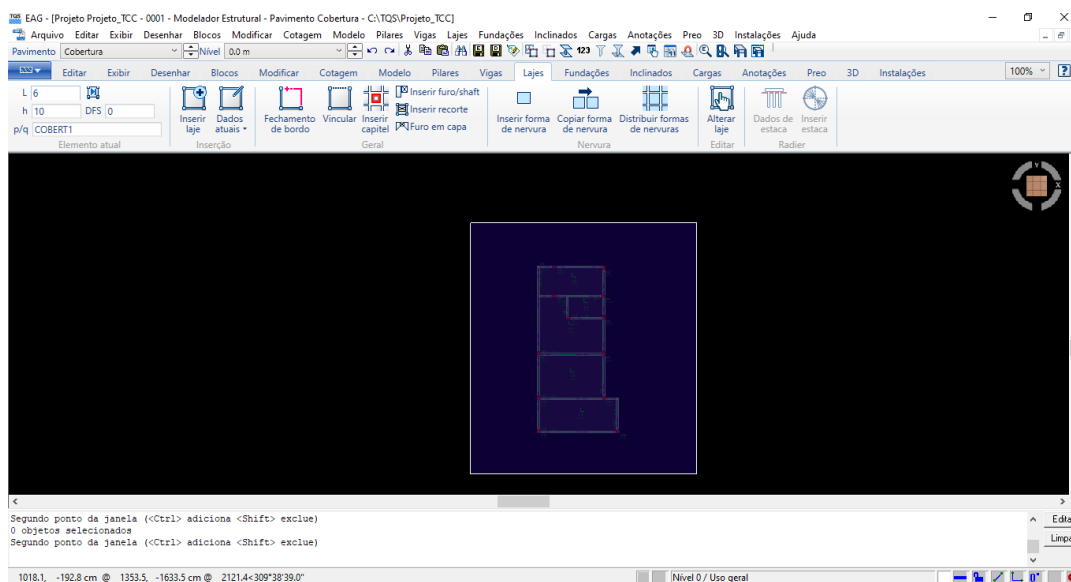 TQS EAG - [Projeto Projeto_TCC - 0001 - Modelador Estrutural - Pavimento Cobertura - C:\TQS\Projeto_TCC]
Arquivo Editar Exibir Desenhar Blocos Modificar Cotagem Modelo Pilares Vigas Lajes Fundações Inclinados Cargas Anotações Preo 3D Instalações Ajuda
Pavimento Cobertura Nível 0.0 m 123
Editar Exibir Desenhar Blocos Modificar Cotagem Modelo Pilares Vigas Lajes Fundações Inclinados Cargas Anotações Preo 3D Instalações 100% ?
L 6
h 10 DFS 0
p/q COBERT1
Inserir laje
Dados atuais
Fechamento de bordo
Vincular
Inserir capitel
Inserir furo/shaft
Inserir recorte
Furo em capa
Inserir forma de nervura
Copiar forma de nervura
Distribuir formas de nervuras
Alterar laje
Dados de estaca
Inserir estaca
Elemento atual Inserção Geral Nervura Editar Radier
Y
X
Segundo ponto da janela (<Ctrl> adiciona <Shift> exclue)
0 objetos selecionados
Segundo ponto da janela (<Ctrl> adiciona <Shift> exclue)
Edita
Limpa
1018.1, -192.8 cm @ 1353.5, -1633.5 cm @ 2121.4<309°38'39.0" Nível 0 / Uso geral